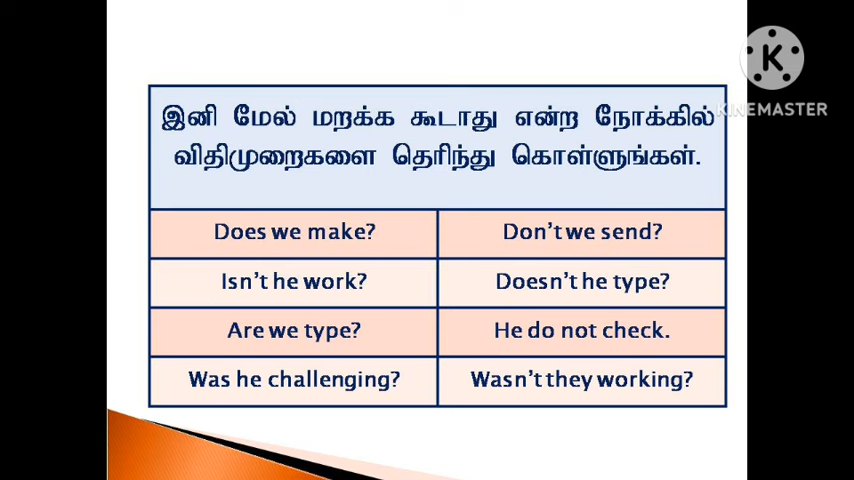 இனி மேல் மறக்க கூடாது என்ற நோக்கில்
விதிமுறைகளை தெரிந்து கொள்ளுங்கள்.
Does we make?
Don't we send?
Isn't he work?
Doesn't he type?
Are we type?
He do not check.
Was he challenging?
Wasn't they working?
K
KINEMASTER